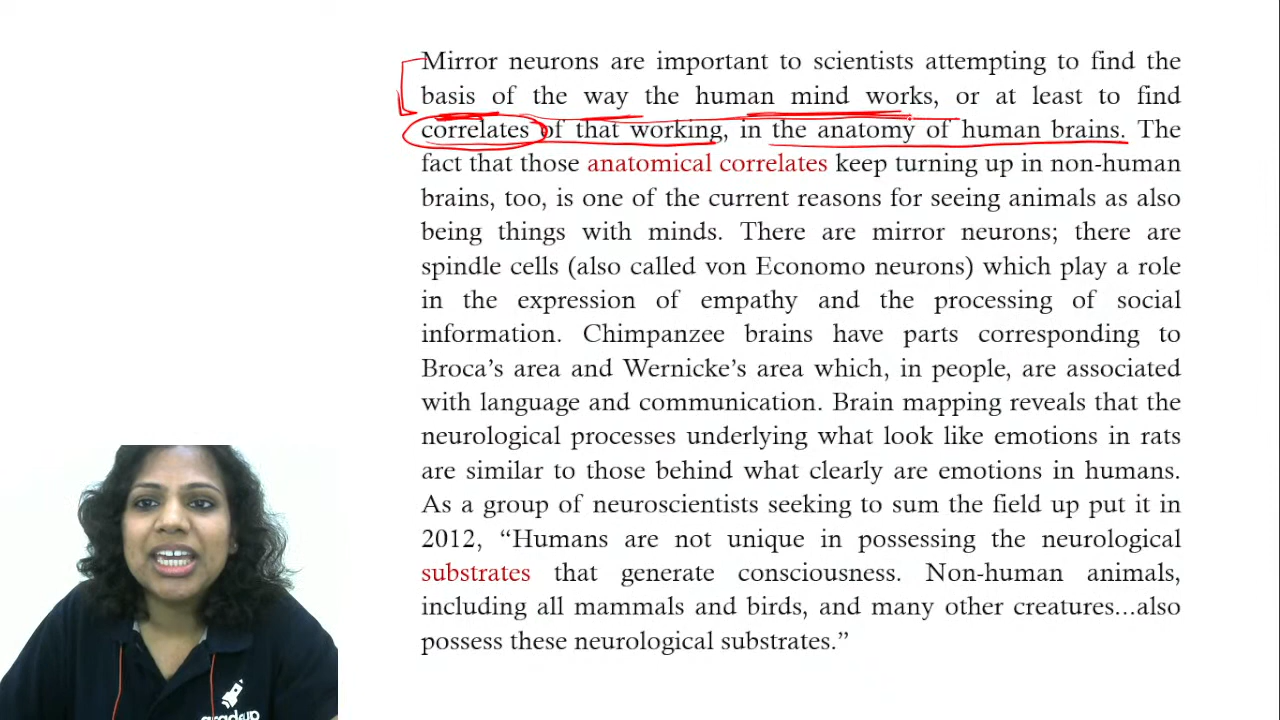 Mirror neurons are important to scientists attempting to find the
basis of the way the human mind works, or at least to find
correlates of that working, in the anatomy of human brains. The
fact that those anatomical correlates keep turning up in non-human
brains, too, is one of the current reasons for seeing animals as also
being things with minds. There are mirror neurons; there are
spindle cells (also called von Economo neurons) which play a role
in the expression of empathy and the processing of social
information. Chimpanzee brains have parts corresponding to
Broca's area and Wernicke's area which, in people, are associated
with language and communication. Brain mapping reveals that the
neurological processes underlying what look like emotions in rats
are similar to those behind what clearly are emotions in humans.
As a group of neuroscientists seeking to sum the field up put it in
2012, “Humans are not unique in possessing the neurological
substrates that generate consciousness. Non-human animals,
including all mammals and birds, and many other creatures...also
possess these neurological substrates.”
gradeup